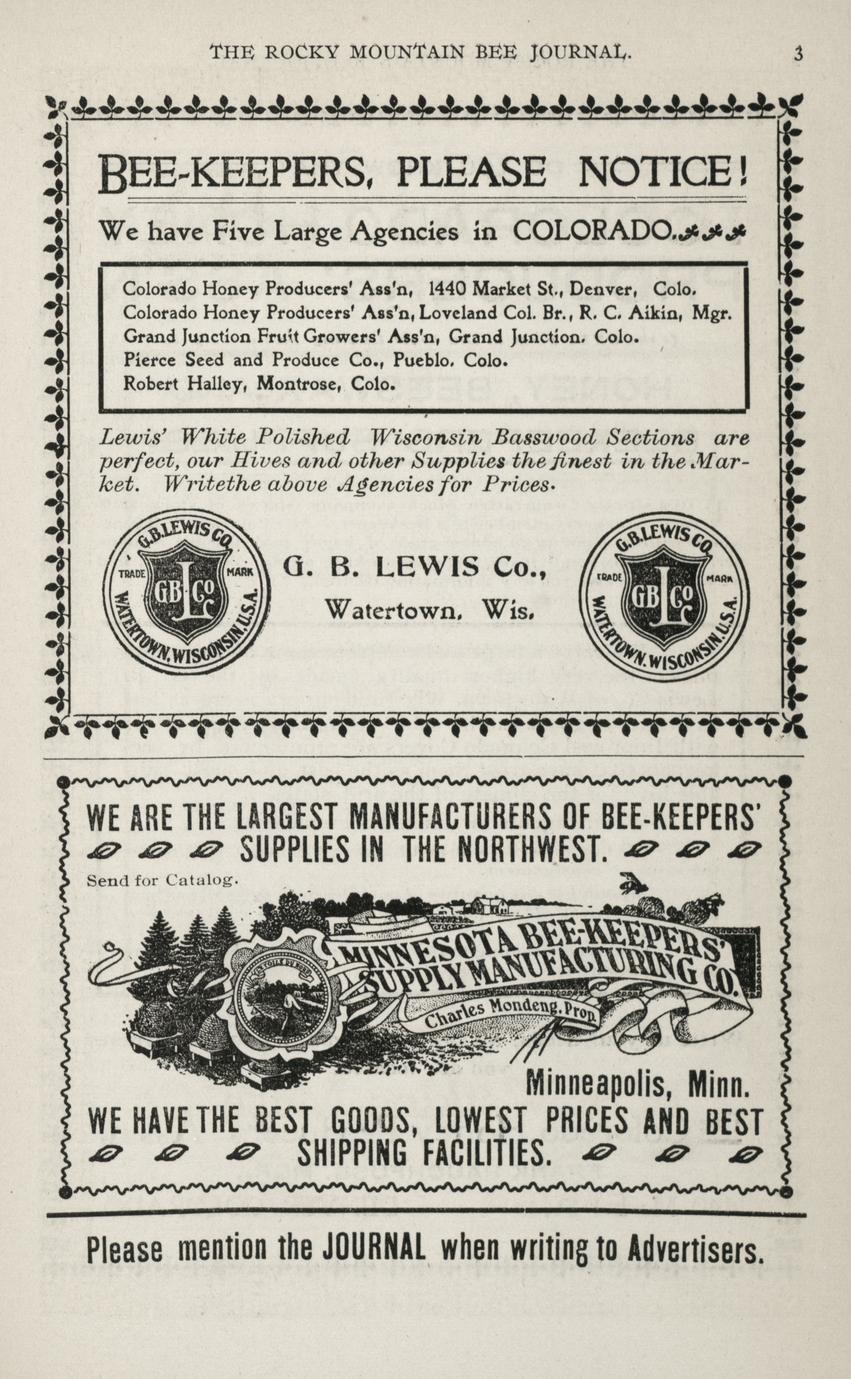 THE ROCKY MOUNTAIN BEE JOURNAL. 3
BEE-KEEPERS, PLEASE NOTICE!
We have Five Large Agencies in COLORADO.
Colorado Honey Producers' Ass'n, 1440 Market St., Denver, Colo.
Colorado Honey Producers' Ass'n, Loveland Col. Br., R. C. Aikin, Mgr.
Grand Junction Fruit Growers' Ass'n, Grand Junction. Colo.
Pierce Seed and Produce Co., Pueblo. Colo.
Robert Halley, Montrose, Colo.
Lewis' White Polished Wisconsin Basswood Sections are
perfect, our Hives and other Supplies the finest in the Mar-
ket. Writethe above Agencies for Prices.
G.B. LEWIS CO.
TRADE MARK
GB L Co
WATERTOWN, WISCONSIN, U.S.A.
G. B. LEWIS Co.,
Watertown. Wis.
G.B. LEWIS CO.
TRADE MARK
GB L Co
WATERTOWN, WISCONSIN, U.S.A.
WE ARE THE LARGEST MANUFACTURERS OF BEE-KEEPERS'
SUPPLIES IN THE NORTHWEST.
Send for Catalog.
MINNESOTA BEE-KEEPERS'
SUPPLY MANUFACTURING CO.
Charles Mondeng, Prop.
Minneapolis, Minn.
WE HAVE THE BEST GOODS, LOWEST PRICES AND BEST
SHIPPING FACILITIES.
Please mention the JOURNAL when writing to Advertisers.